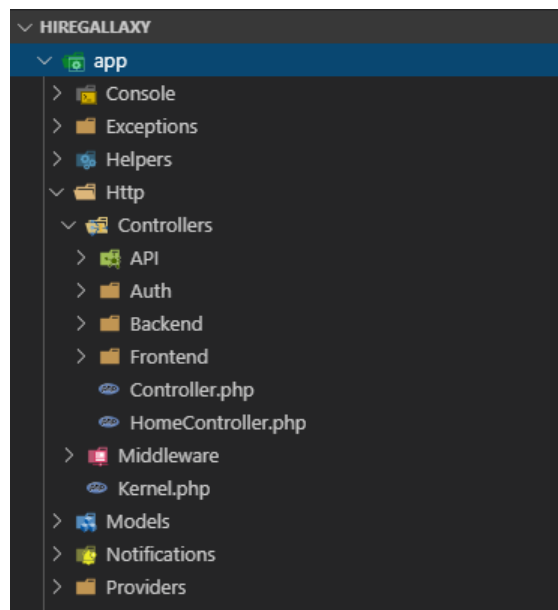 HIREGALLAXY
app
Console
Exceptions
Helpers
Http
Controllers
API
Auth
Backend
Frontend
Controller.php
HomeController.php
Middleware
Kernel.php
Models
Notifications
Providers